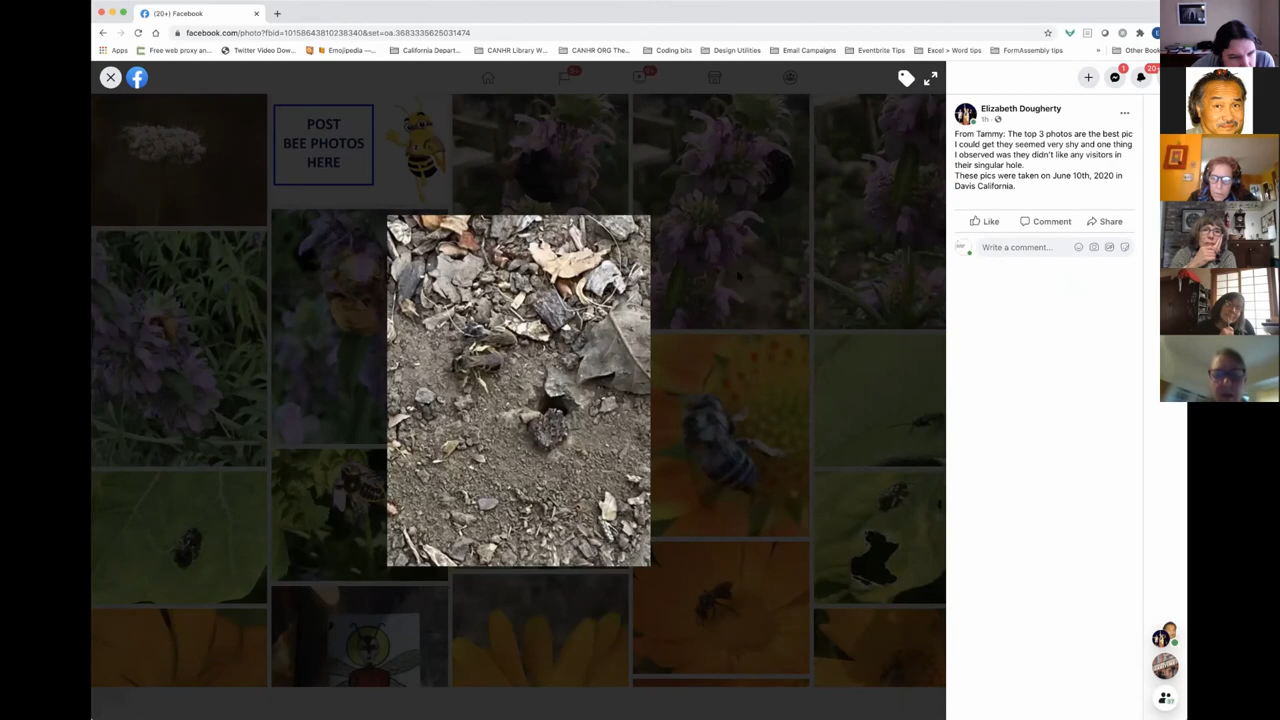 (20+) Facebook
facebook.com/photo?fbid=10158643810238340&set=oa.3683335625031474
Apps
Free web proxy an...
Twitter Video Dow...
Emojipedia —...
California Depart...
CANHR Library W...
CANHR ORG The...
Coding bits
Design Utilities
Email Campaigns
Eventbrite Tips
Excel > Word tips
FormAssembly tips
»
Other Boo
1
20+
POST
BEE PHOTOS
HERE
Elizabeth Dougherty
1h
From Tammy: The top 3 photos are the best pic
I could get they seemed very shy and one thing
I observed was they didn't like any visitors in
their singular hole.
These pics were taken on June 10th, 2020 in
Davis California.
Like
Comment
Share
Write a comment...
37